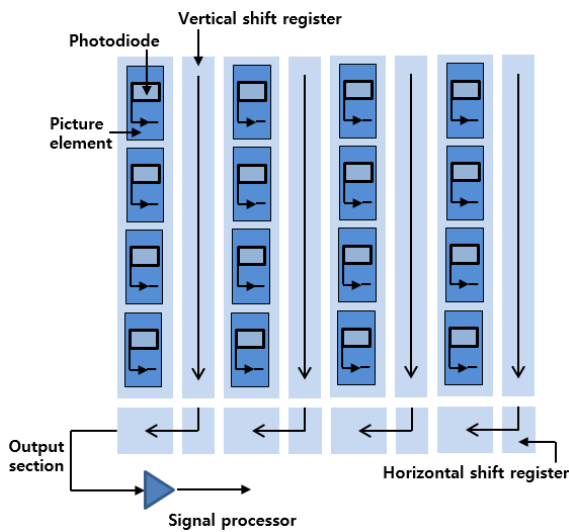 Vertical shift register
Photodiode
Picture
element
Output
section
Horizontal shift register
Signal processor